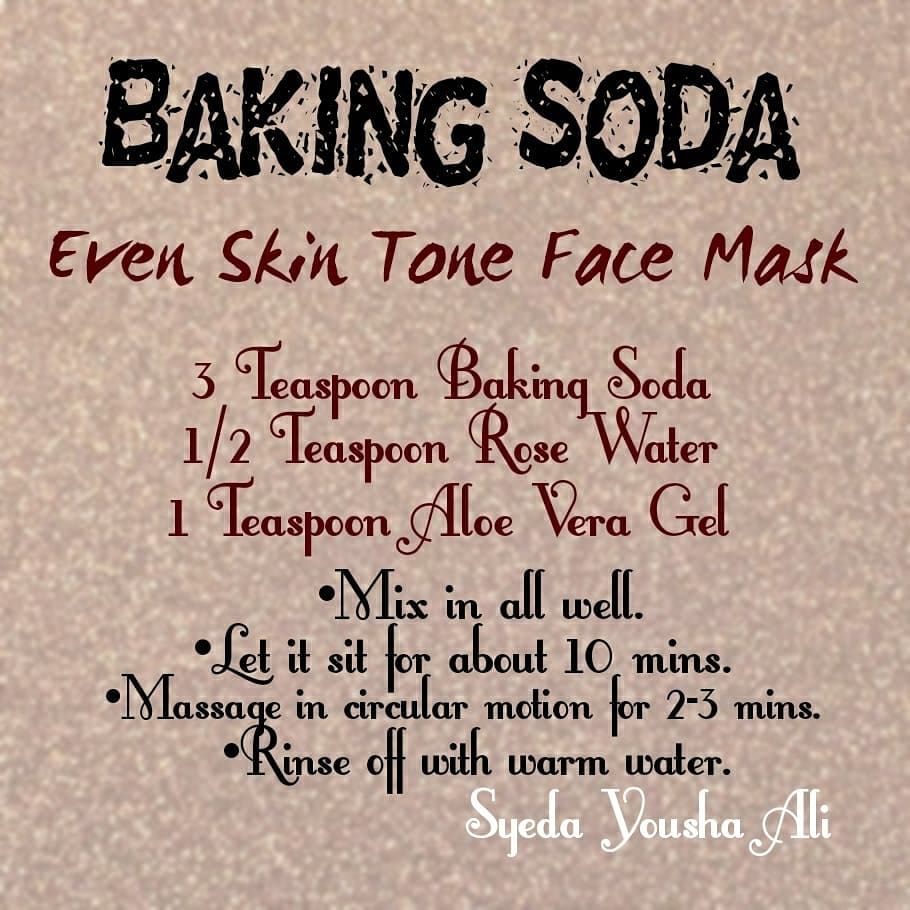 BAKING SODA
Even Skin Tone Face Mask
3 Teaspoon Baking Soda
1/2 Teaspoon Rose Water
1 Teaspoon Aloe Vera Gel
•Mix in all well.
•Let it sit for about 10 mins.
•Massage in circular motion for 2-3 mins.
•Rinse off with warm water.
Syeda Yousha Ali